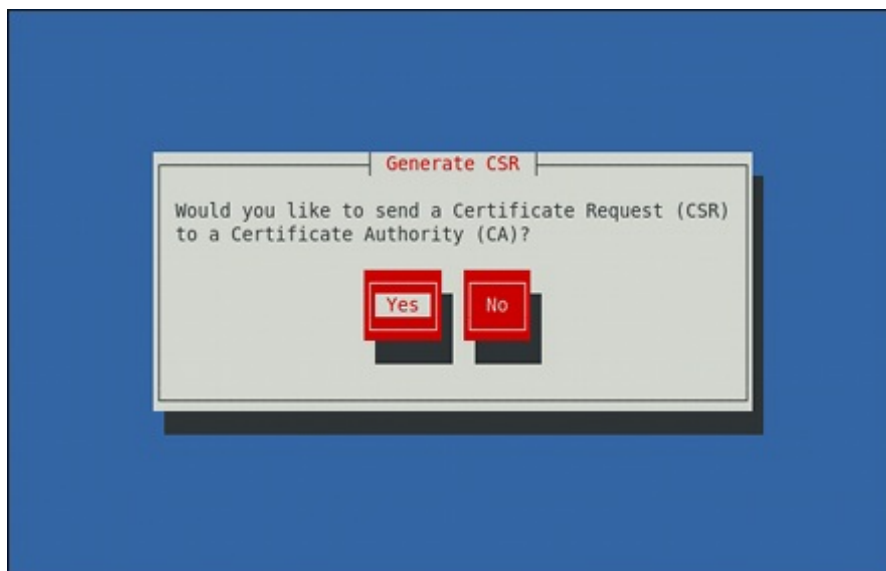 Generate CSR
Would you like to send a Certificate Request (CSR)
to a Certificate Authority (CA)?
Yes No